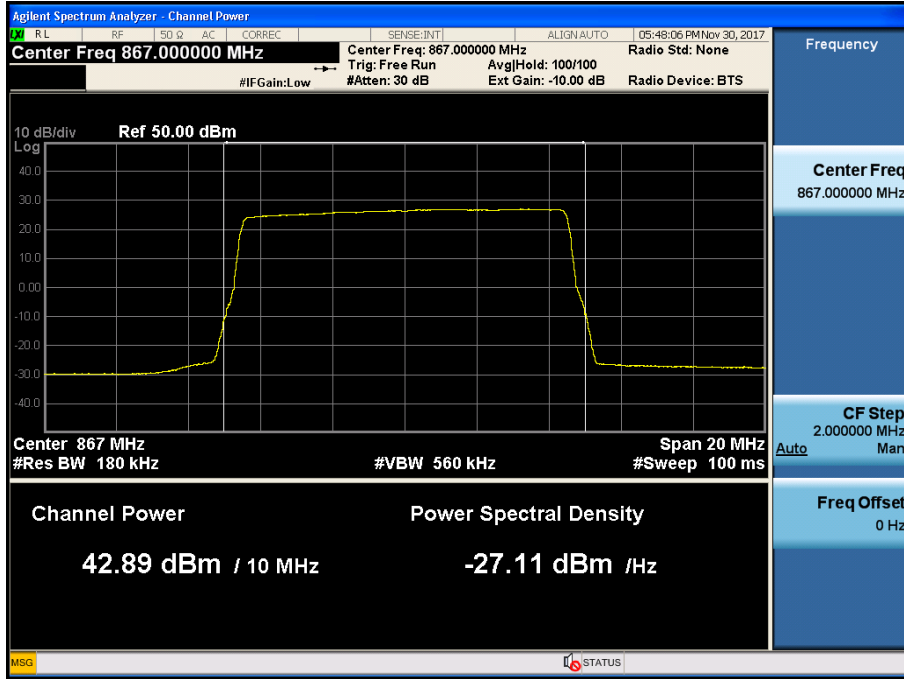 Agilent Spectrum Analyzer - Channel Power
LXI RL RF 50 Ω AC CORREC SENSE:INT ALIGN AUTO 05:48:06 PM Nov 30, 2017
Center Freq 867.000000 MHz
Center Freq: 867.000000 MHz Radio Std: None
Trig: Free Run Avg|Hold: 100/100
#IFGain:Low #Atten: 30 dB Ext Gain: -10.00 dB Radio Device: BTS
10 dB/div Ref 50.00 dBm
Log
40.0
30.0
20.0
10.0
0.00
-10.0
-20.0
-30.0
-40.0
Center 867 MHz Span 20 MHz
#Res BW 180 kHz #VBW 560 kHz #Sweep 100 ms
Channel Power Power Spectral Density
42.89 dBm / 10 MHz -27.11 dBm /Hz
MSG STATUS
Frequency
Center Freq
867.000000 MHz
CF Step
2.000000 MHz
Auto Man
Freq Offset
0 Hz